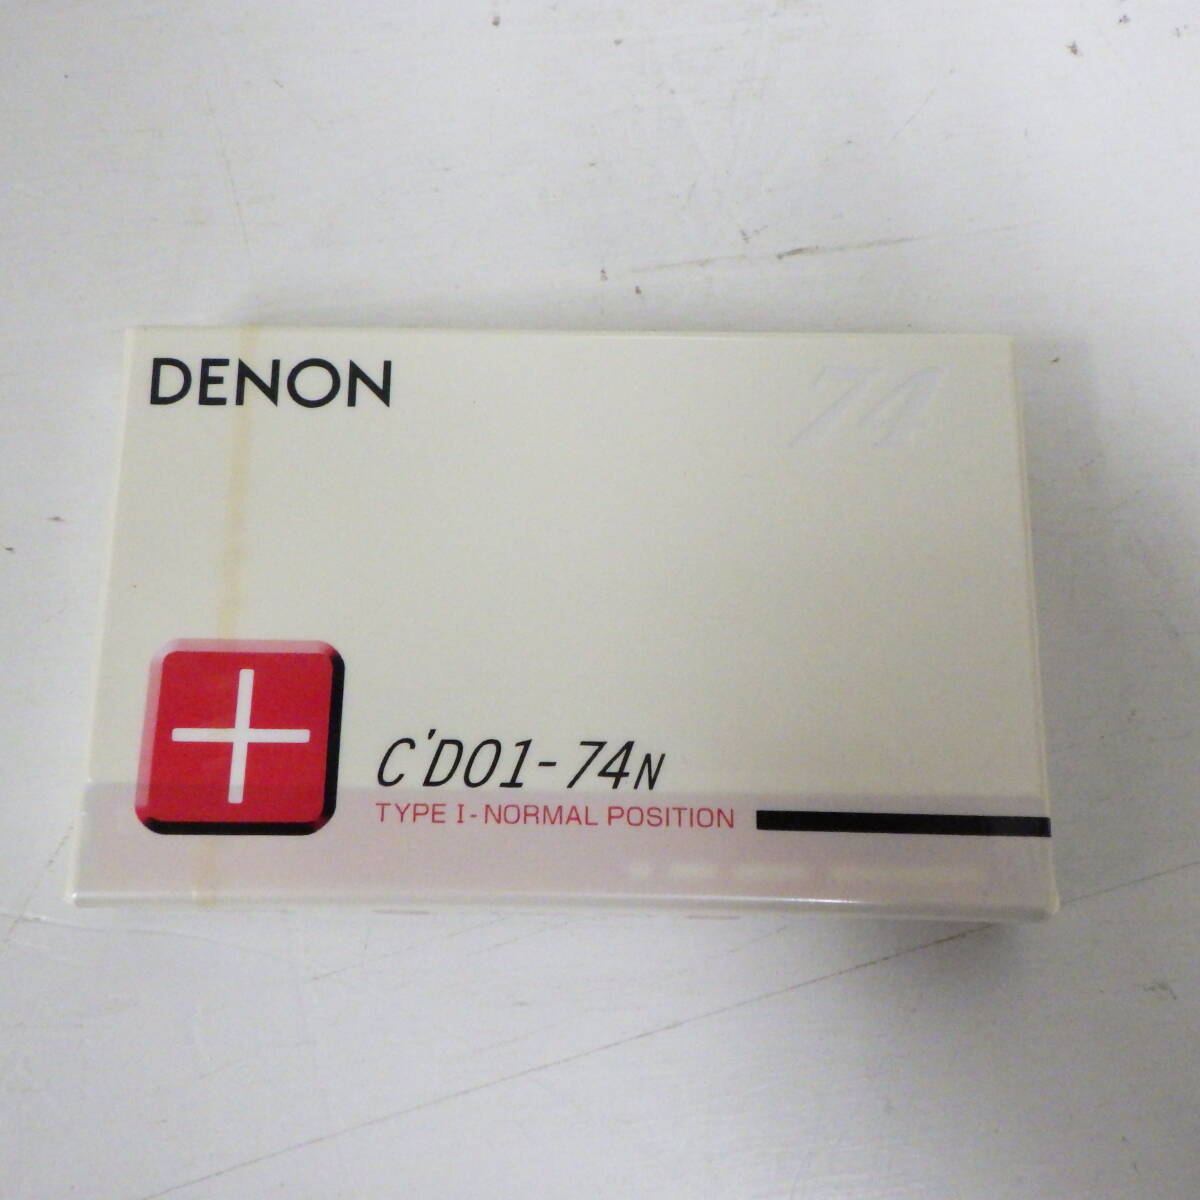 DENON
74
C'D01-74N
TYPE I-NORMAL POSITION